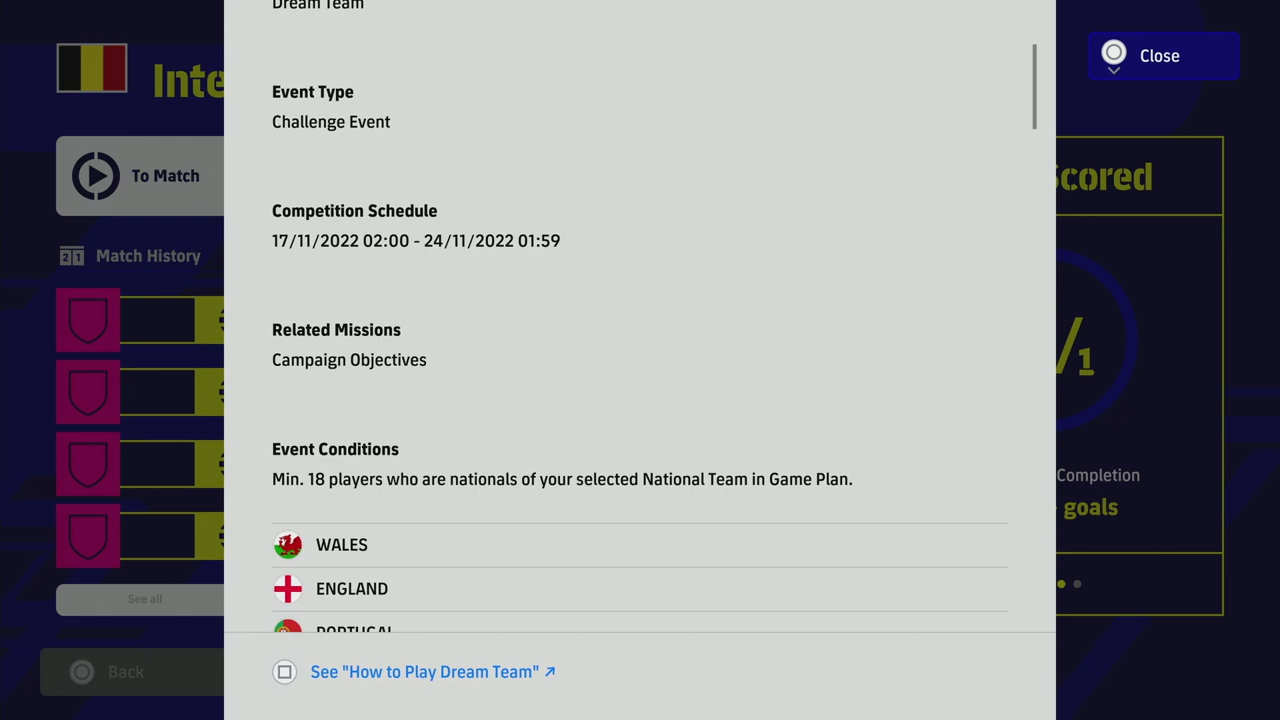 Dream Team
Close
Inte
Event Type
Challenge Event
To Match
Scored
Competition Schedule
17/11/2022 02:00 - 24/11/2022 01:59
21 Match History
Related Missions
Campaign Objectives
/1
Event Conditions
Min. 18 players who are nationals of your selected National Team in Game Plan.
Completion
goals
WALES
ENGLAND
PORTUGAL
See all
Back
See "How to Play Dream Team"